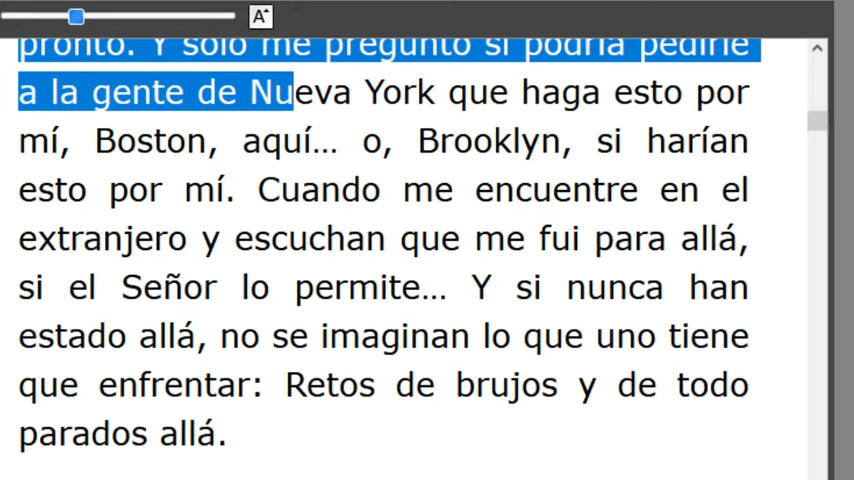 A
pronto. Y sólo me pregunto si podría pedirle
a la gente de Nueva York que haga esto por
mí, Boston, aquí… o, Brooklyn, si harían
esto por mí. Cuando me encuentre en el
extranjero y escuchan que me fui para allá,
si el Señor lo permite… Y si nunca han
estado allá, no se imaginan lo que uno tiene
que enfrentar: Retos de brujos y de todo
parados allá.